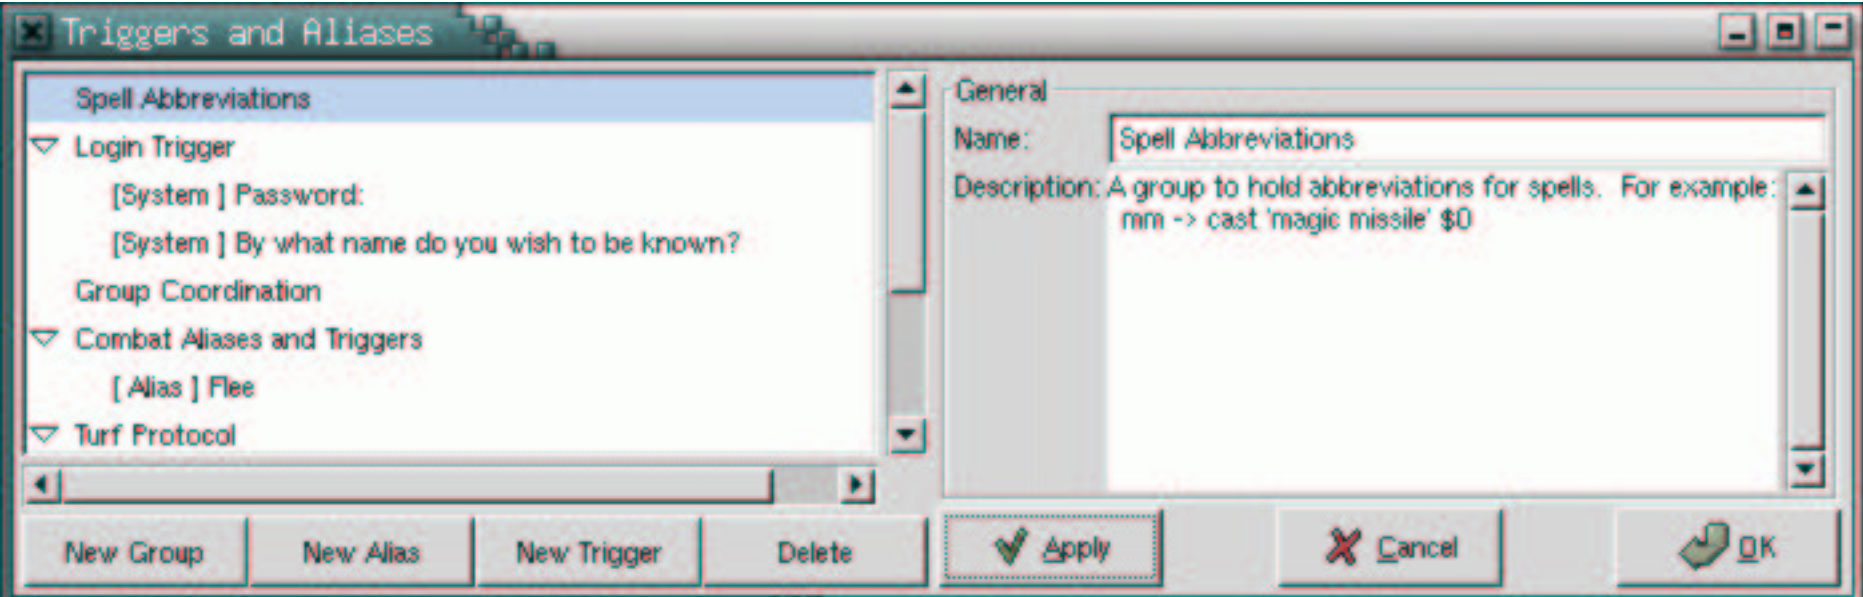 Triggers and Aliases
Spell Abbreviations
Login Trigger
[System ] Password:
[System ] By what name do you wish to be known?
Group Coordination
Combat Aliases and Triggers
[ Alias ] Flee
Turf Protocol
New Group
New Alias
New Trigger
Delete
General
Name:
Spell Abbreviations
Description:
A group to hold abbreviations for spells.  For example:
mm -> cast 'magic missile' $0
Apply
Cancel
OK